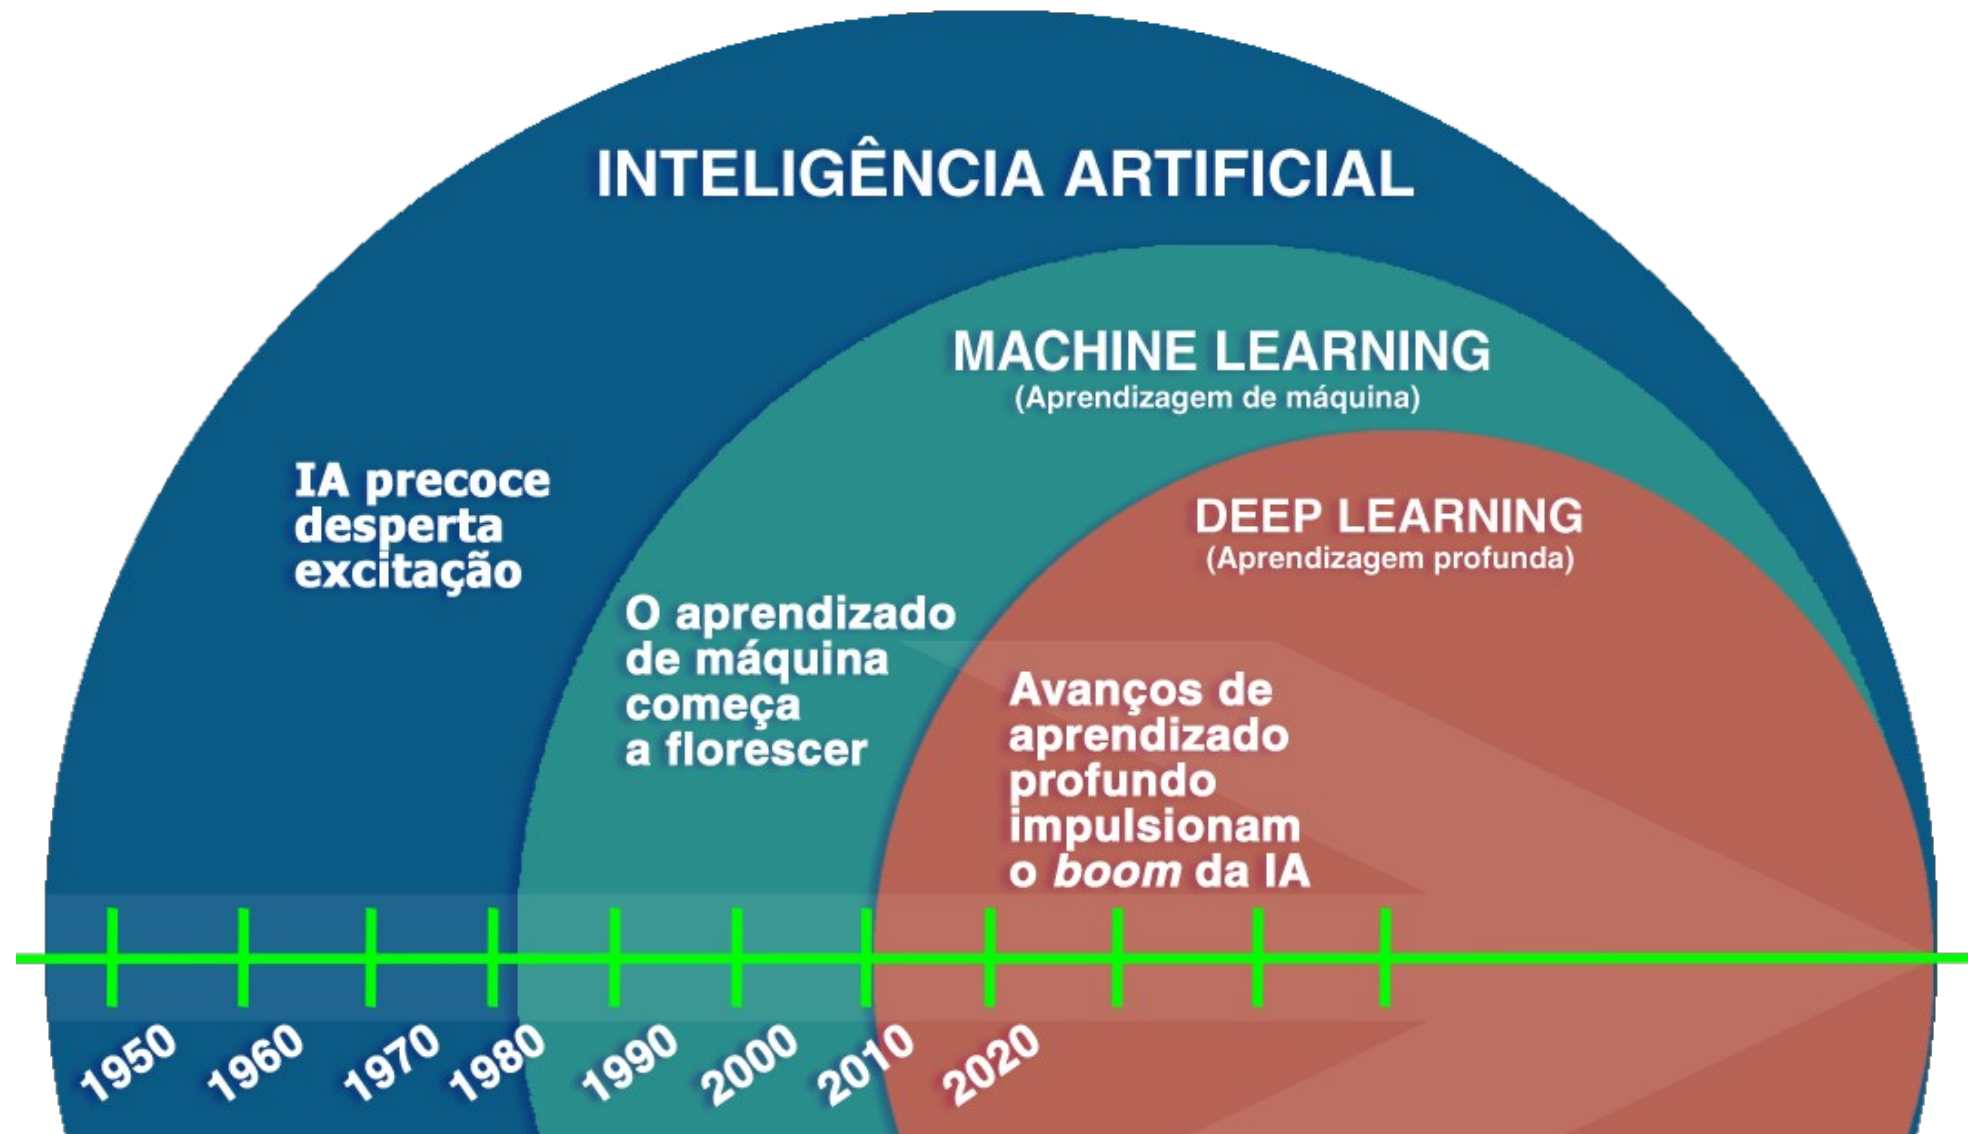 INTELIGÊNCIA ARTIFICIAL
MACHINE LEARNING
(Aprendizagem de máquina)
DEEP LEARNING
(Aprendizagem profunda)
IA precoce
desperta
excitação
O aprendizado
de máquina
começa
a florescer
Avanços de
aprendizado
profundo
impulsionam
o boom da IA
1950 1960 1970 1980 1990 2000 2010 2020